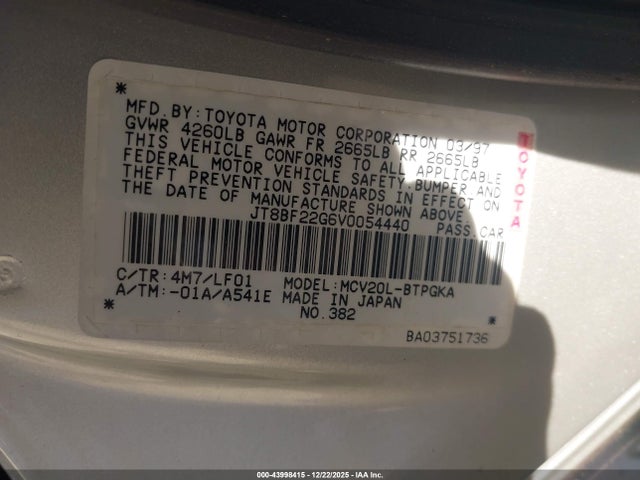 *
MFD. BY: TOYOTA MOTOR CORPORATION 03/97
GVWR 4260LB GAWR FR 2665LB RR 2665LB
THIS VEHICLE CONFORMS TO ALL APPLICABLE
FEDERAL MOTOR VEHICLE SAFETY, BUMPER AND
THEFT PREVENTION STANDARDS IN EFFECT ON
THE DATE OF MANUFACTURE SHOWN ABOVE.
JT8BF22G6V0054440 PASS.CAR
TOYOTA
C/TR: 4M7/LF01 MODEL: MCV20L-BTPGKA
A/TM: -01A/A541E MADE IN JAPAN
* NO.382
BA03751736
000-43998415 - 12/22/2025 - IAA Inc.